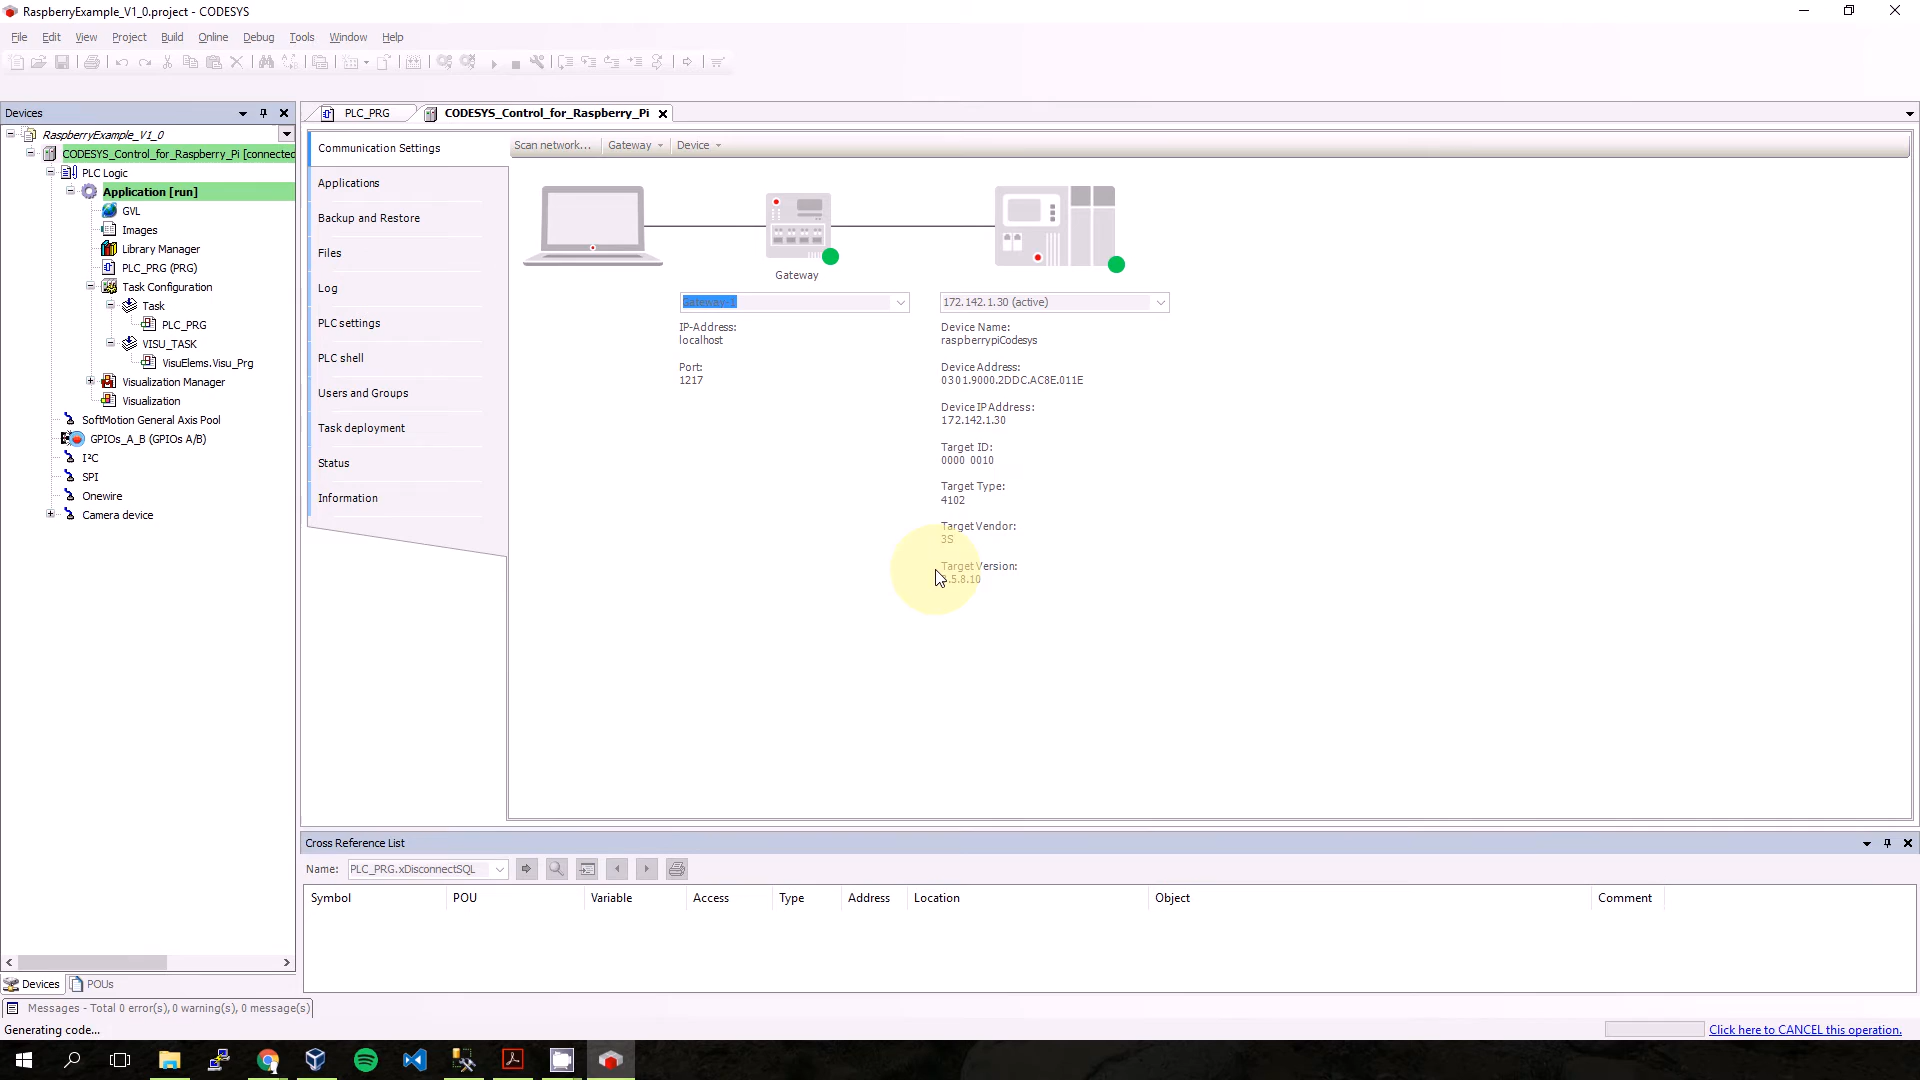 RaspberryExample_V1_0.project - CODESYS
File Edit View Project Build Online Debug Tools Window Help
Devices
PLC_PRG
CODESYS_Control_for_Raspberry_Pi
RaspberryExample_V1_0
CODESYS_Control_for_Raspberry_Pi [connected
PLC Logic
Application [run]
GVL
Images
Library Manager
PLC_PRG (PRG)
Task Configuration
Task
PLC_PRG
VISU_TASK
VisuElems.Visu_Prg
Visualization Manager
Visualization
SoftMotion General Axis Pool
GPIOs_A_B (GPIOs A/B)
I²C
SPI
Onewire
Camera device
Devices
POUs
Communication Settings
Applications
Backup and Restore
Files
Log
PLC settings
PLC shell
Users and Groups
Task deployment
Status
Information
Scan network... Gateway Device
Gateway
Gateway-1
IP-Address:
localhost
Port:
1217
172.142.1.30 (active)
Device Name:
raspberrypiCodesys
Device Address:
0301.9000.2DDC.AC8E.011E
Device IP Address:
172.142.1.30
Target ID:
0000 0010
Target Type:
4102
Target Vendor:
3S
Target Version:
.5.8.10
Cross Reference List
Name: PLC_PRG.xDisconnectSQL
Symbol POU Variable Access Type Address Location Object Comment
Messages - Total 0 error(s), 0 warning(s), 0 message(s)
Generating code...
Click here to CANCEL this operation.